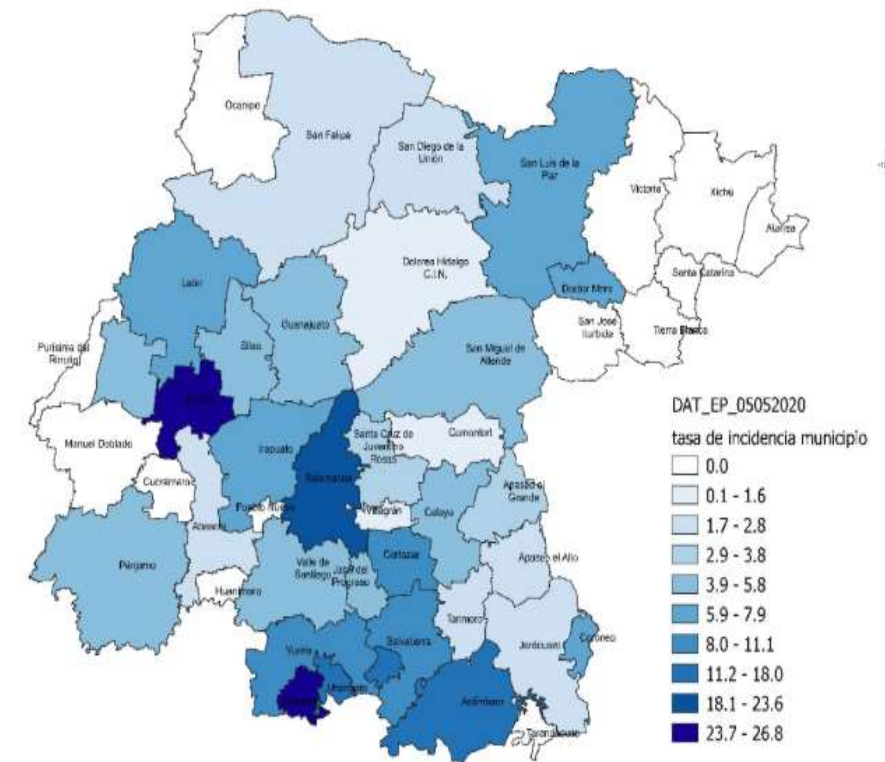 Ocampo
San Felipe
San Diego de la
Unión
San Luis de la
Paz
Victoria
Xichú
Atarjea
Santa Catarina
Doctor Mora
Tierra Blanca
San José
Iturbide
Dolores Hidalgo
C.I.N.
León
Guanajuato
Silao
San Miguel de
Allende
Purísima del
Rincón
Manuel Doblado
Cuerámaro
Irapuato
Salamanca
Santa Cruz de
Juventino
Rosas
Comonfort
Apaseo el
Grande
Celaya
Villagrán
Pueblo Nuevo
Abasolo
Pénjamo
Huanímaro
Valle de
Santiago
Jaral del
Progreso
Cortazar
Apaseo el Alto
Tarimoro
Jerécuaro
Coroneo
Salvatierra
Yuriria
Uriangato
Acámbaro
Tarandacuao
DAT_EP_05052020
tasa de incidencia municipio
0.0
0.1 - 1.6
1.7 - 2.8
2.9 - 3.8
3.9 - 5.8
5.9 - 7.9
8.0 - 11.1
11.2 - 18.0
18.1 - 23.6
23.7 - 26.8